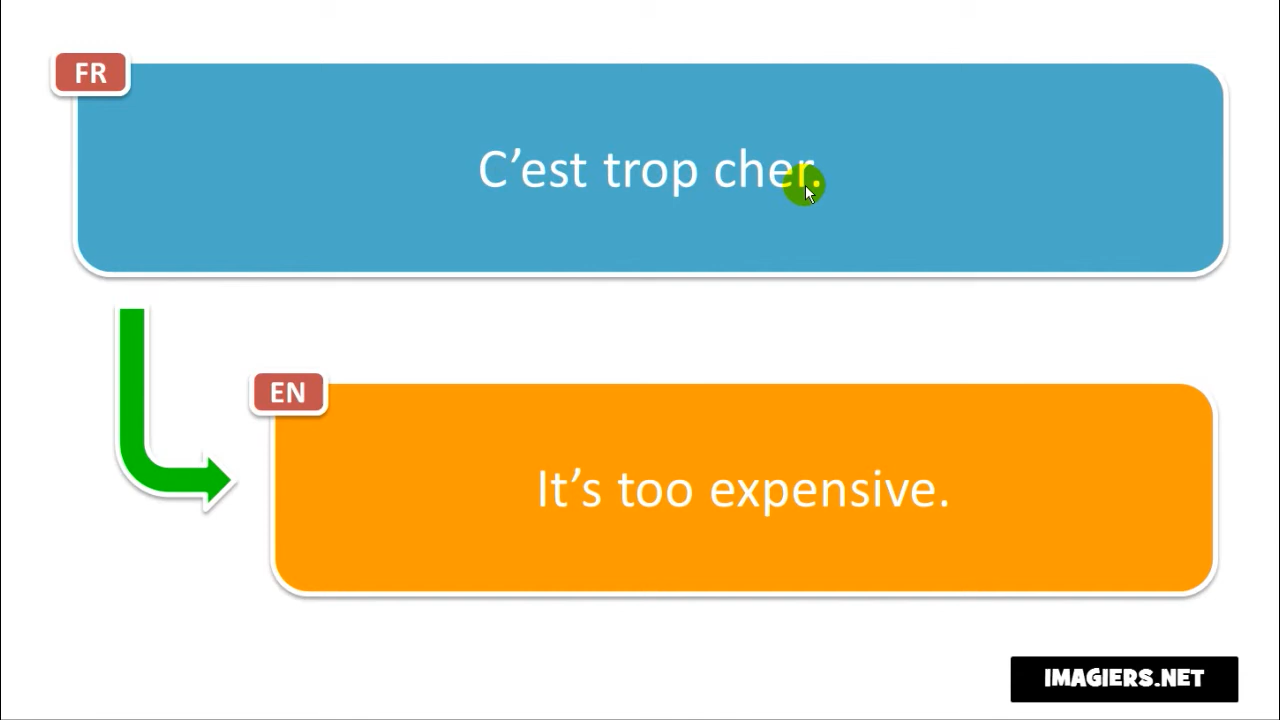 FR
C’est trop cher.
EN
It’s too expensive.
IMAGIERS.NET